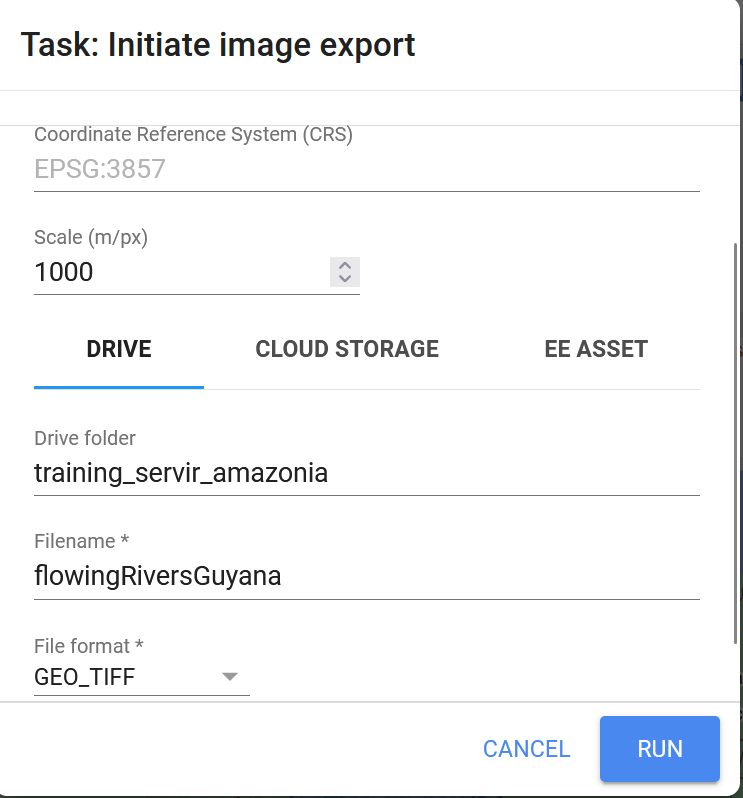 Task: Initiate image export
Coordinate Reference System (CRS)
EPSG:3857
Scale (m/px)
1000
DRIVE CLOUD STORAGE EE ASSET
Drive folder
training_servir_amazonia
Filename *
flowingRiversGuyana
File format *
GEO_TIFF
CANCEL RUN